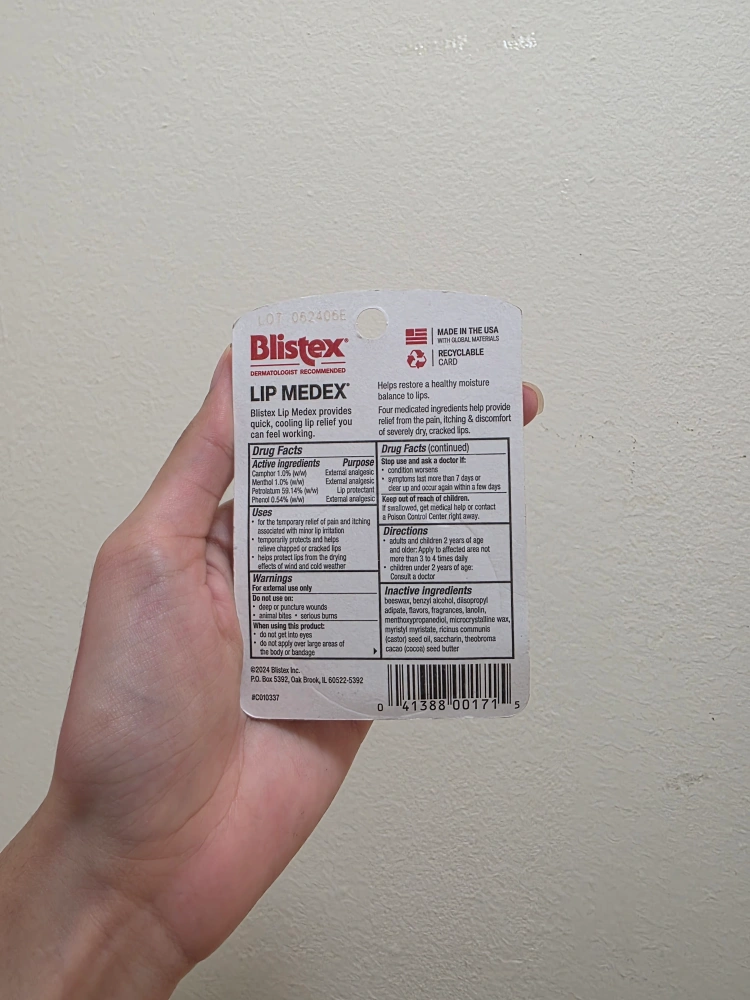 LOT 062406E
Blistex®
DERMATOLOGIST RECOMMENDED
LIP MEDEX®
Blistex Lip Medex provides
quick, cooling lip relief you
can feel working.
MADE IN THE USA
WITH GLOBAL MATERIALS
RECYCLABLE
CARD
Helps restore a healthy moisture
balance to lips.
Four medicated ingredients help provide
relief from the pain, itching & discomfort
of severely dry, cracked lips.
Drug Facts
Active ingredients Purpose
Camphor 1.0% (w/w) External analgesic
Menthol 1.0% (w/w) External analgesic
Petrolatum 59.14% (w/w) Lip protectant
Phenol 0.54% (w/w) External analgesic
Uses
• for the temporary relief of pain and itching
associated with minor lip irritation
• temporarily protects and helps
relieve chapped or cracked lips
• helps protect lips from the drying
effects of wind and cold weather
Warnings
For external use only
Do not use on:
• deep or puncture wounds
• animal bites • serious burns
When using this product:
• do not get into eyes
• do not apply over large areas of
the body or bandage
Drug Facts (continued)
Stop use and ask a doctor if:
• condition worsens
• symptoms last more than 7 days or
clear up and occur again within a few days
Keep out of reach of children.
If swallowed, get medical help or contact
a Poison Control Center right away.
Directions
• adults and children 2 years of age
and older: Apply to affected area not
more than 3 to 4 times daily
• children under 2 years of age:
Consult a doctor
Inactive ingredients
beeswax, benzyl alcohol, diisopropyl
adipate, flavors, fragrances, lanolin,
menthoxypropanediol, microcrystalline wax,
myristyl myristate, ricinus communis
(castor) seed oil, saccharin, theobroma
cacao (cocoa) seed butter
©2024 Blistex Inc.
P.O. Box 5392, Oak Brook, IL 60522-5392
#C010337
0 41388 00171 5